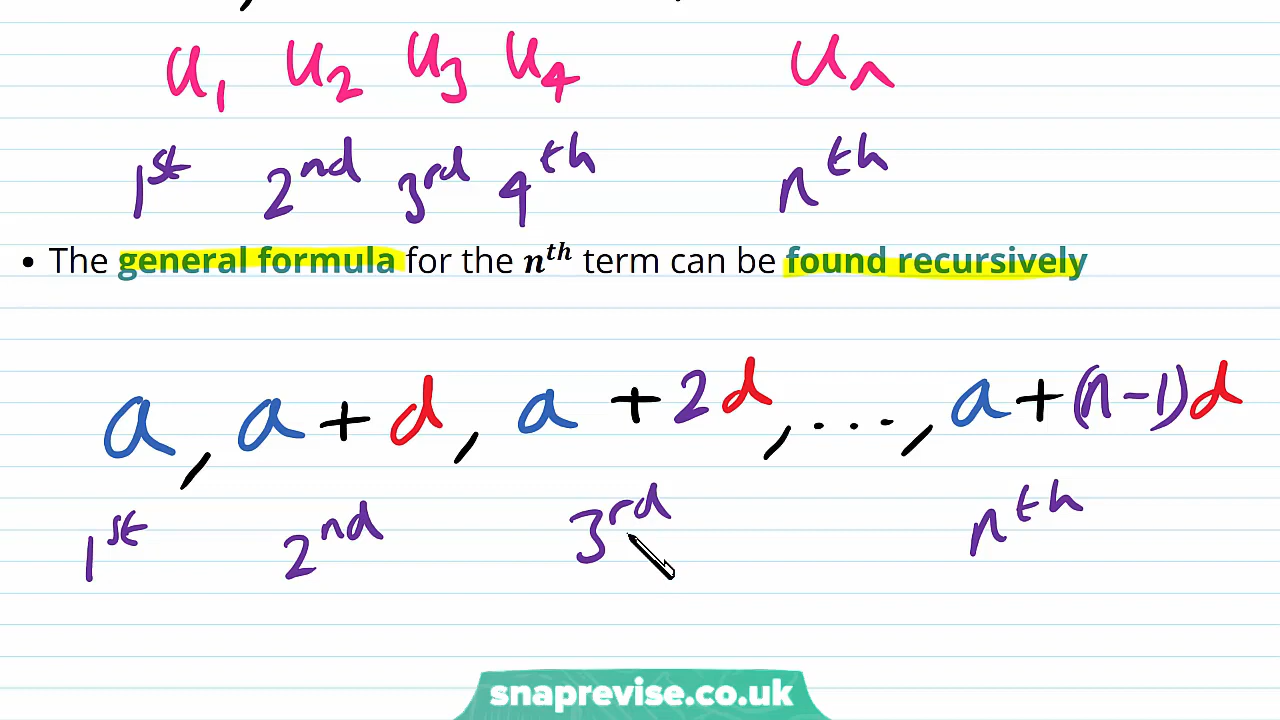 u₁ u₂ u₃ u₄ uₙ
1ˢᵗ 2ⁿᵈ 3ʳᵈ 4ᵗʰ nᵗʰ
• The general formula for the nᵗʰ term can be found recursively
a, a + d, a + 2d, ..., a + (n - 1)d
1ˢᵗ 2ⁿᵈ 3ʳᵈ nᵗʰ
snaprevise.co.uk